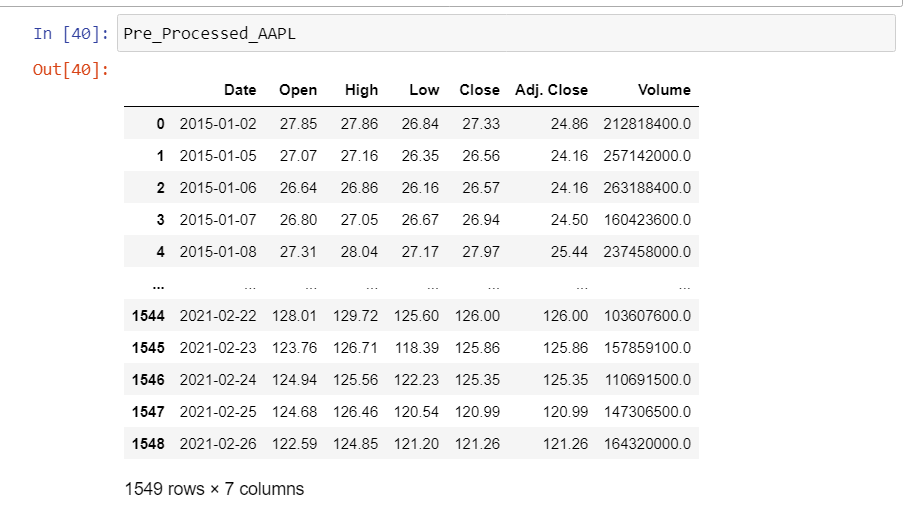 In [40]: Pre_Processed_AAPL
Out[40]:
Date Open High Low Close Adj. Close Volume
0 2015-01-02 27.85 27.86 26.84 27.33 24.86 212818400.0
1 2015-01-05 27.07 27.16 26.35 26.56 24.16 257142000.0
2 2015-01-06 26.64 26.86 26.16 26.57 24.16 263188400.0
3 2015-01-07 26.80 27.05 26.67 26.94 24.50 160423600.0
4 2015-01-08 27.31 28.04 27.17 27.97 25.44 237458000.0
... ... ... ... ... ... ... ...
1544 2021-02-22 128.01 129.72 125.60 126.00 126.00 103607600.0
1545 2021-02-23 123.76 126.71 118.39 125.86 125.86 157859100.0
1546 2021-02-24 124.94 125.56 122.23 125.35 125.35 110691500.0
1547 2021-02-25 124.68 126.46 120.54 120.99 120.99 147306500.0
1548 2021-02-26 122.59 124.85 121.20 121.26 121.26 164320000.0
1549 rows × 7 columns